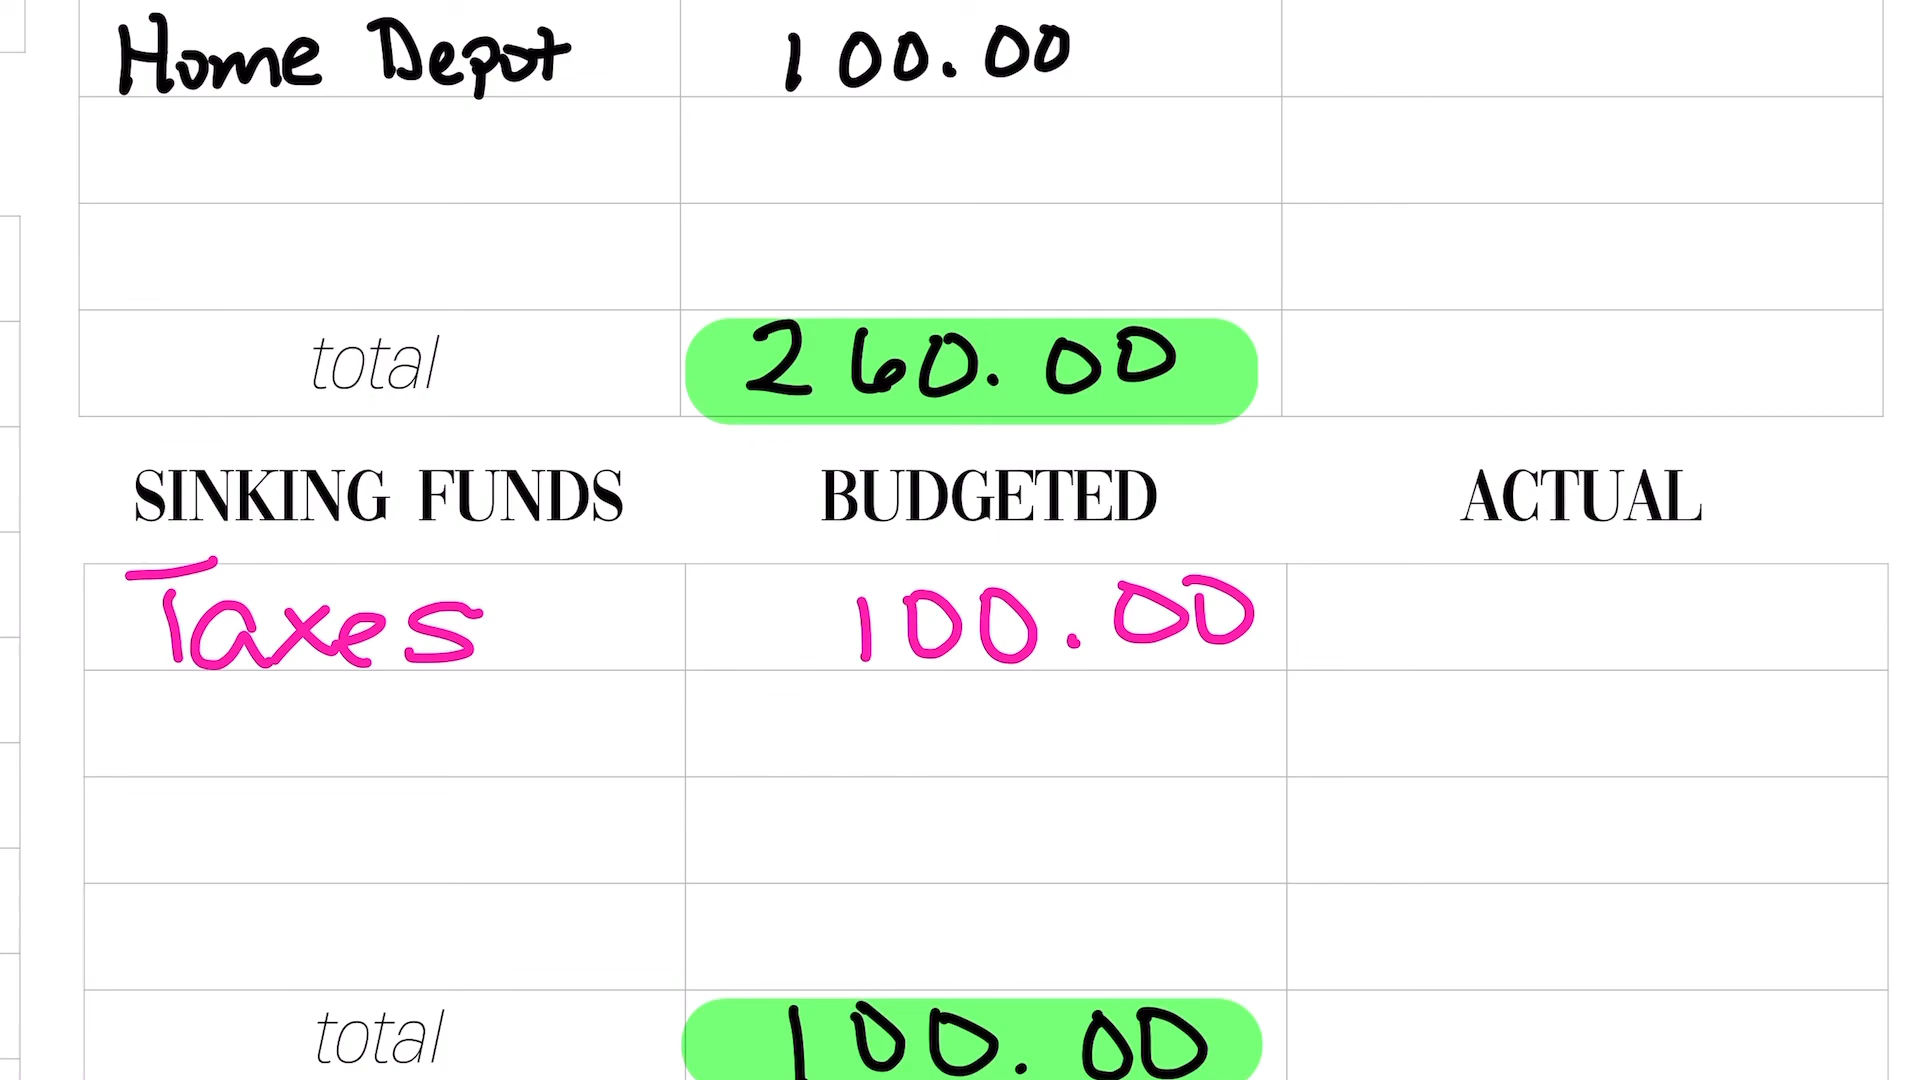 Home Depot 100.00
total 260.00
SINKING FUNDS BUDGETED ACTUAL
Taxes 100.00
total 100.00